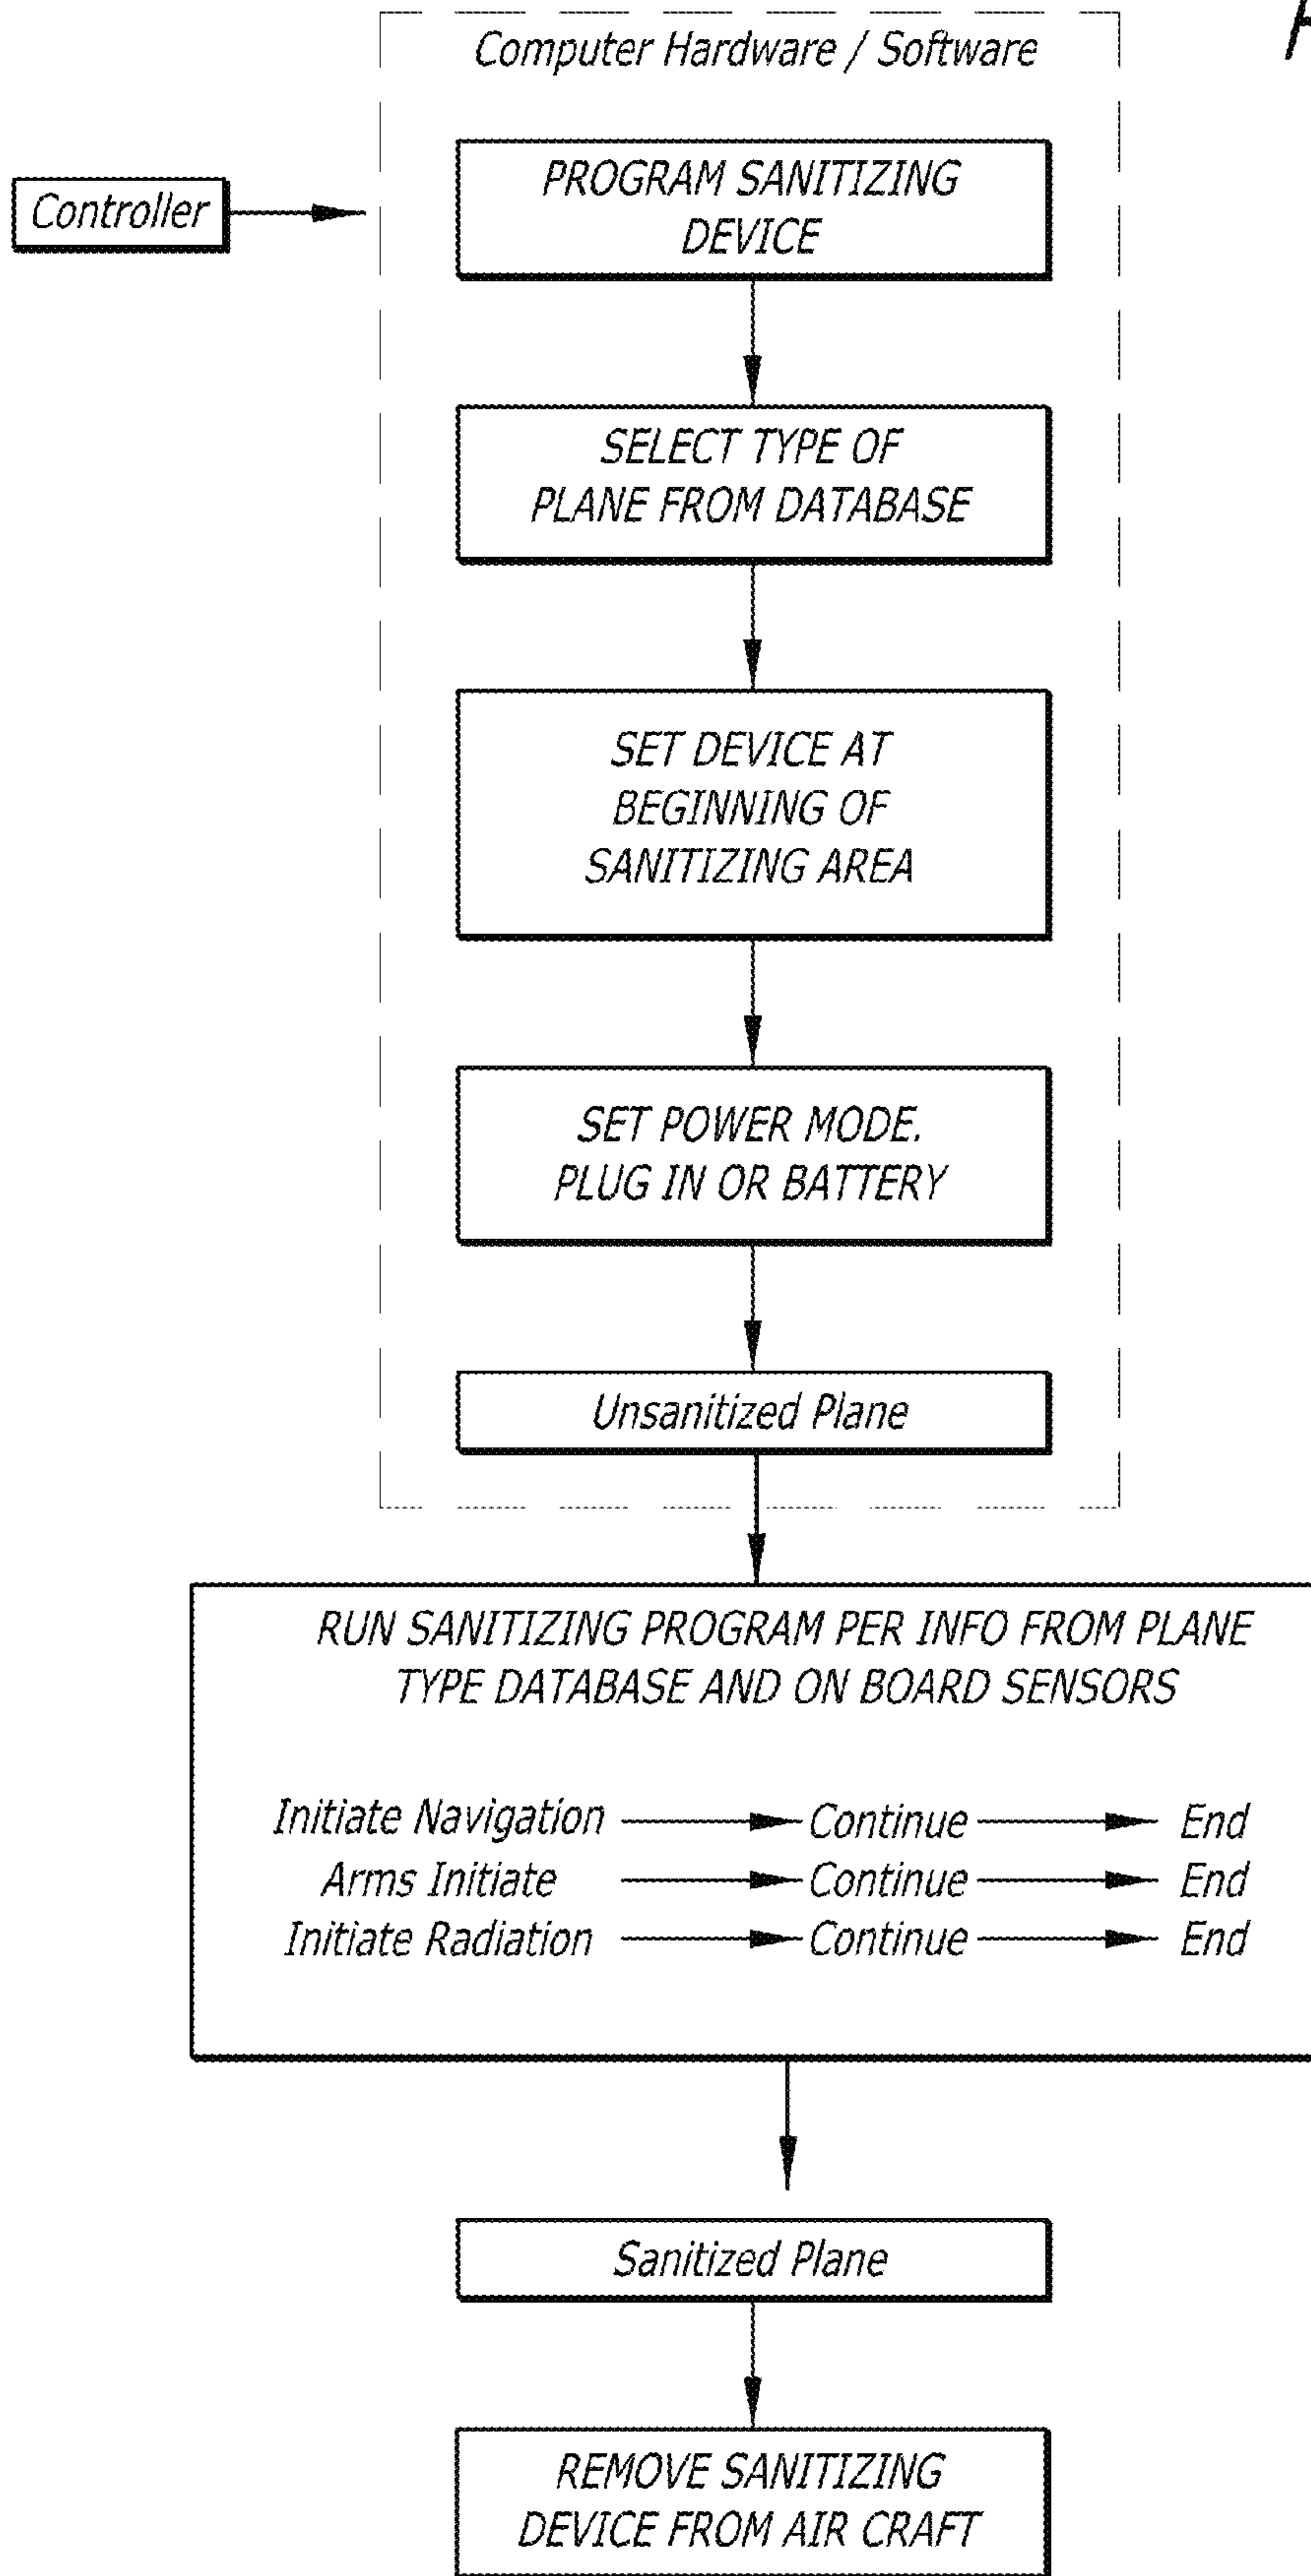 Computer Hardware / Software
Controller
PROGRAM SANITIZING
DEVICE
SELECT TYPE OF
PLANE FROM DATABASE
SET DEVICE AT
BEGINNING OF
SANITIZING AREA
SET POWER MODE.
PLUG IN OR BATTERY
Unsanitized Plane
RUN SANITIZING PROGRAM PER INFO FROM PLANE
TYPE DATABASE AND ON BOARD SENSORS
Initiate Navigation Continue End
Arms Initiate Continue End
Initiate Radiation Continue End
Sanitized Plane
REMOVE SANITIZING
DEVICE FROM AIR CRAFT